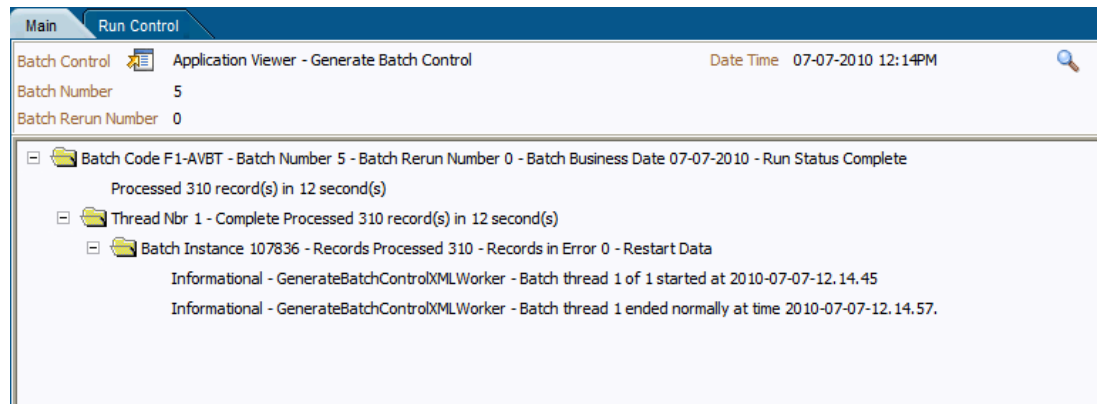 Main Run Control
Batch Control Application Viewer - Generate Batch Control Date Time 07-07-2010 12:14PM
Batch Number 5
Batch Rerun Number 0
Batch Code F1-AVBT - Batch Number 5 - Batch Rerun Number 0 - Batch Business Date 07-07-2010 - Run Status Complete
Processed 310 record(s) in 12 second(s)
Thread Nbr 1 - Complete Processed 310 record(s) in 12 second(s)
Batch Instance 107836 - Records Processed 310 - Records in Error 0 - Restart Data
Informational - GenerateBatchControlXMLWorker - Batch thread 1 of 1 started at 2010-07-07-12.14.45
Informational - GenerateBatchControlXMLWorker - Batch thread 1 ended normally at time 2010-07-07-12.14.57.